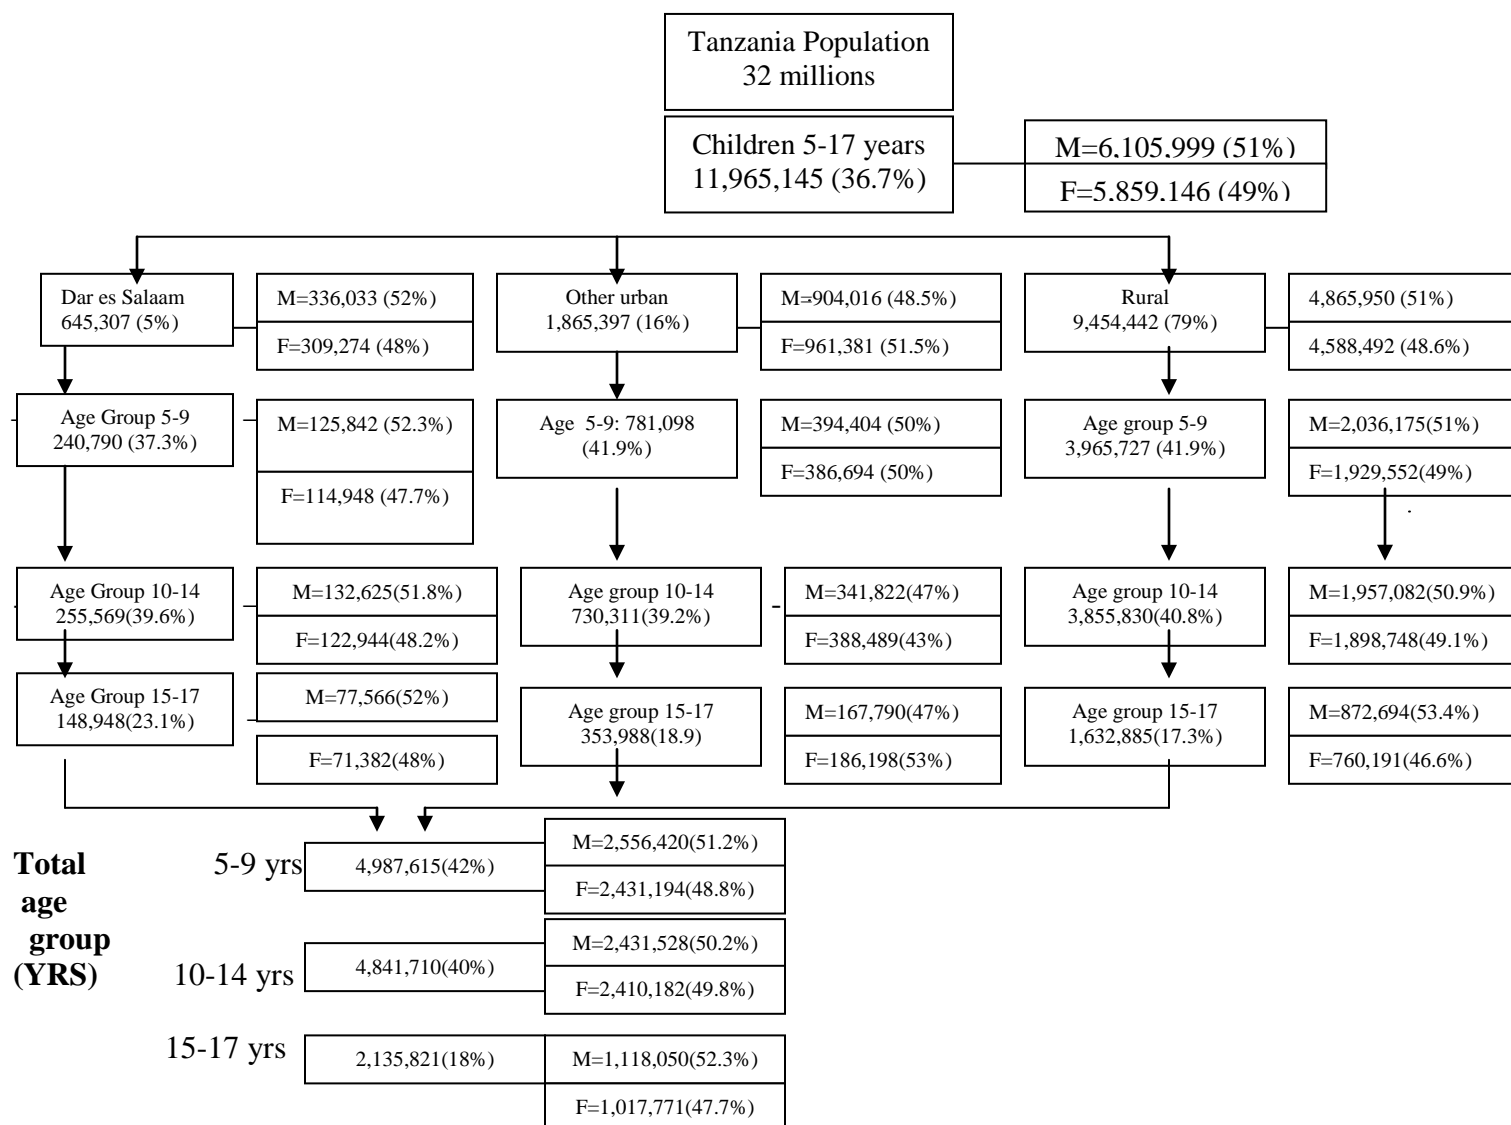 Tanzania Population
32 millions
Children 5-17 years
11,965,145 (36.7%)
M=6,105,999 (51%)
F=5,859,146 (49%)
Dar es Salaam
645,307 (5%)
M=336,033 (52%)
F=309,274 (48%)
Other urban
1,865,397 (16%)
M=904,016 (48.5%)
F=961,381 (51.5%)
Rural
9,454,442 (79%)
4,865,950 (51%)
4,588,492 (48.6%)
Age Group 5-9
240,790 (37.3%)
M=125,842 (52.3%)
F=114,948 (47.7%)
Age 5-9: 781,098
(41.9%)
M=394,404 (50%)
F=386,694 (50%)
Age group 5-9
3,965,727 (41.9%)
M=2,036,175(51%)
F=1,929,552(49%)
Age Group 10-14
255,569(39.6%)
M=132,625(51.8%)
F=122,944(48.2%)
Age group 10-14
730,311(39.2%)
M=341,822(47%)
F=388,489(43%)
Age group 10-14
3,855,830(40.8%)
M=1,957,082(50.9%)
F=1,898,748(49.1%)
Age Group 15-17
148,948(23.1%)
M=77,566(52%)
F=71,382(48%)
Age group 15-17
353,988(18.9)
M=167,790(47%)
F=186,198(53%)
Age group 15-17
1,632,885(17.3%)
M=872,694(53.4%)
F=760,191(46.6%)
Total
age
group
(YRS)
5-9 yrs
4,987,615(42%)
M=2,556,420(51.2%)
F=2,431,194(48.8%)
10-14 yrs
4,841,710(40%)
M=2,431,528(50.2%)
F=2,410,182(49.8%)
15-17 yrs
2,135,821(18%)
M=1,118,050(52.3%)
F=1,017,771(47.7%)